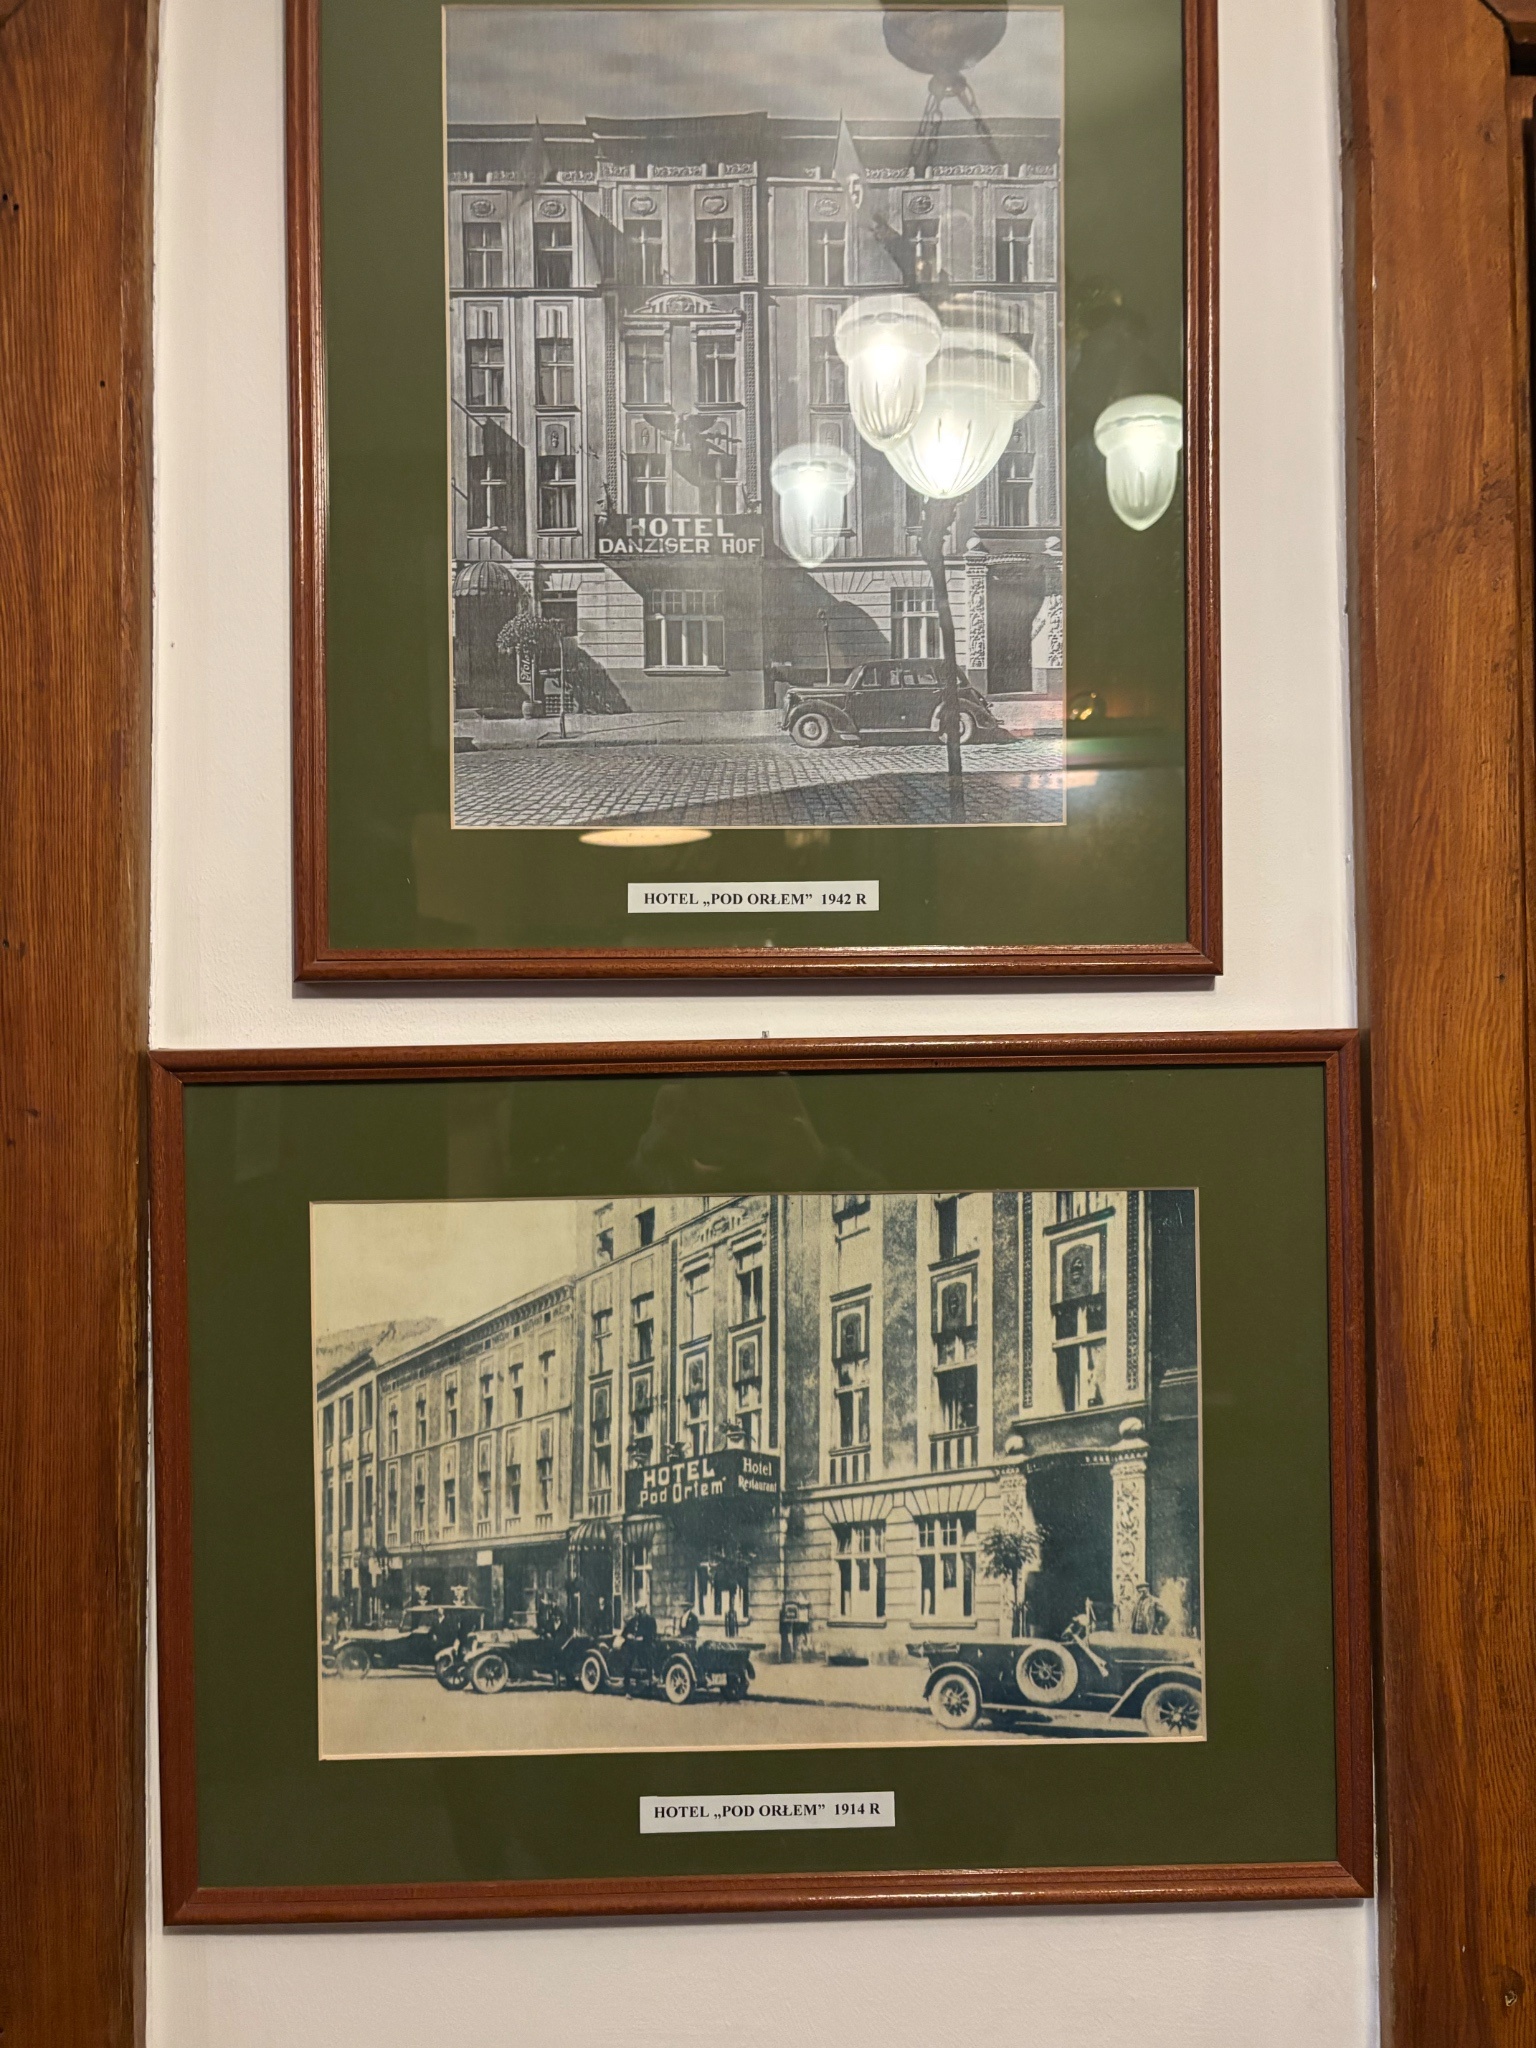 HOTEL
DANZIGER HOF
HOTEL „POD ORŁEM” 1942 R
HOTEL
„Pod Orłem”
Hotel
Restaurant
HOTEL „POD ORŁEM” 1914 R